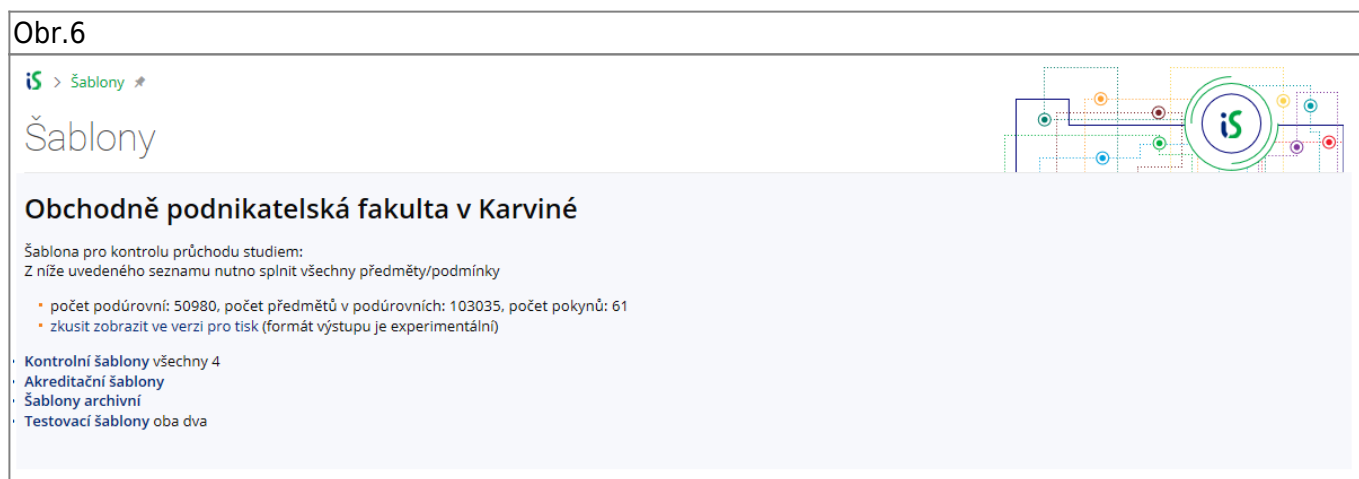 Obr.6
iS > Šablony
Šablony
iS
Obchodně podnikatelská fakulta v Karviné
Šablona pro kontrolu průchodu studiem:
Z níže uvedeného seznamu nutno splnit všechny předměty/podmínky
počet podúrovní: 50980, počet předmětů v podúrovních: 103035, počet pokynů: 61
zkusit zobrazit ve verzi pro tisk (formát výstupu je experimentální)
Kontrolní šablony všechny 4
Akreditační šablony
Šablony archivní
Testovací šablony oba dva